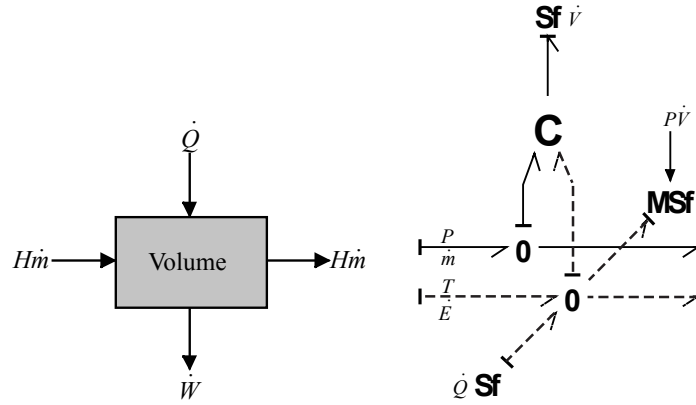 Q̇
Hṁ
Volume
Hṁ
Ẇ
Sf V̇
C
PV̇
MSf
P
ṁ
0
T
Ė
0
Q̇ Sf